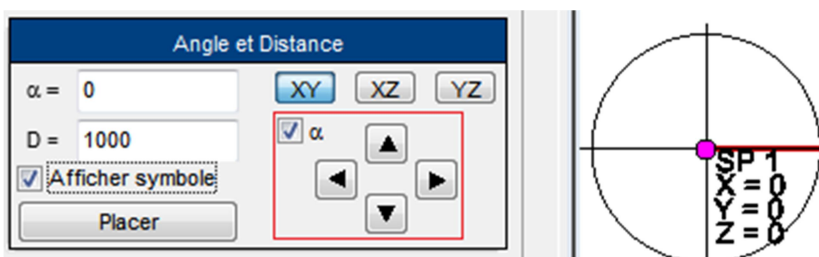 Angle et Distance
α = 0
XY XZ YZ
D = 1000
α
Afficher symbole
Placer
SP 1
X = 0
Y = 0
Z = 0